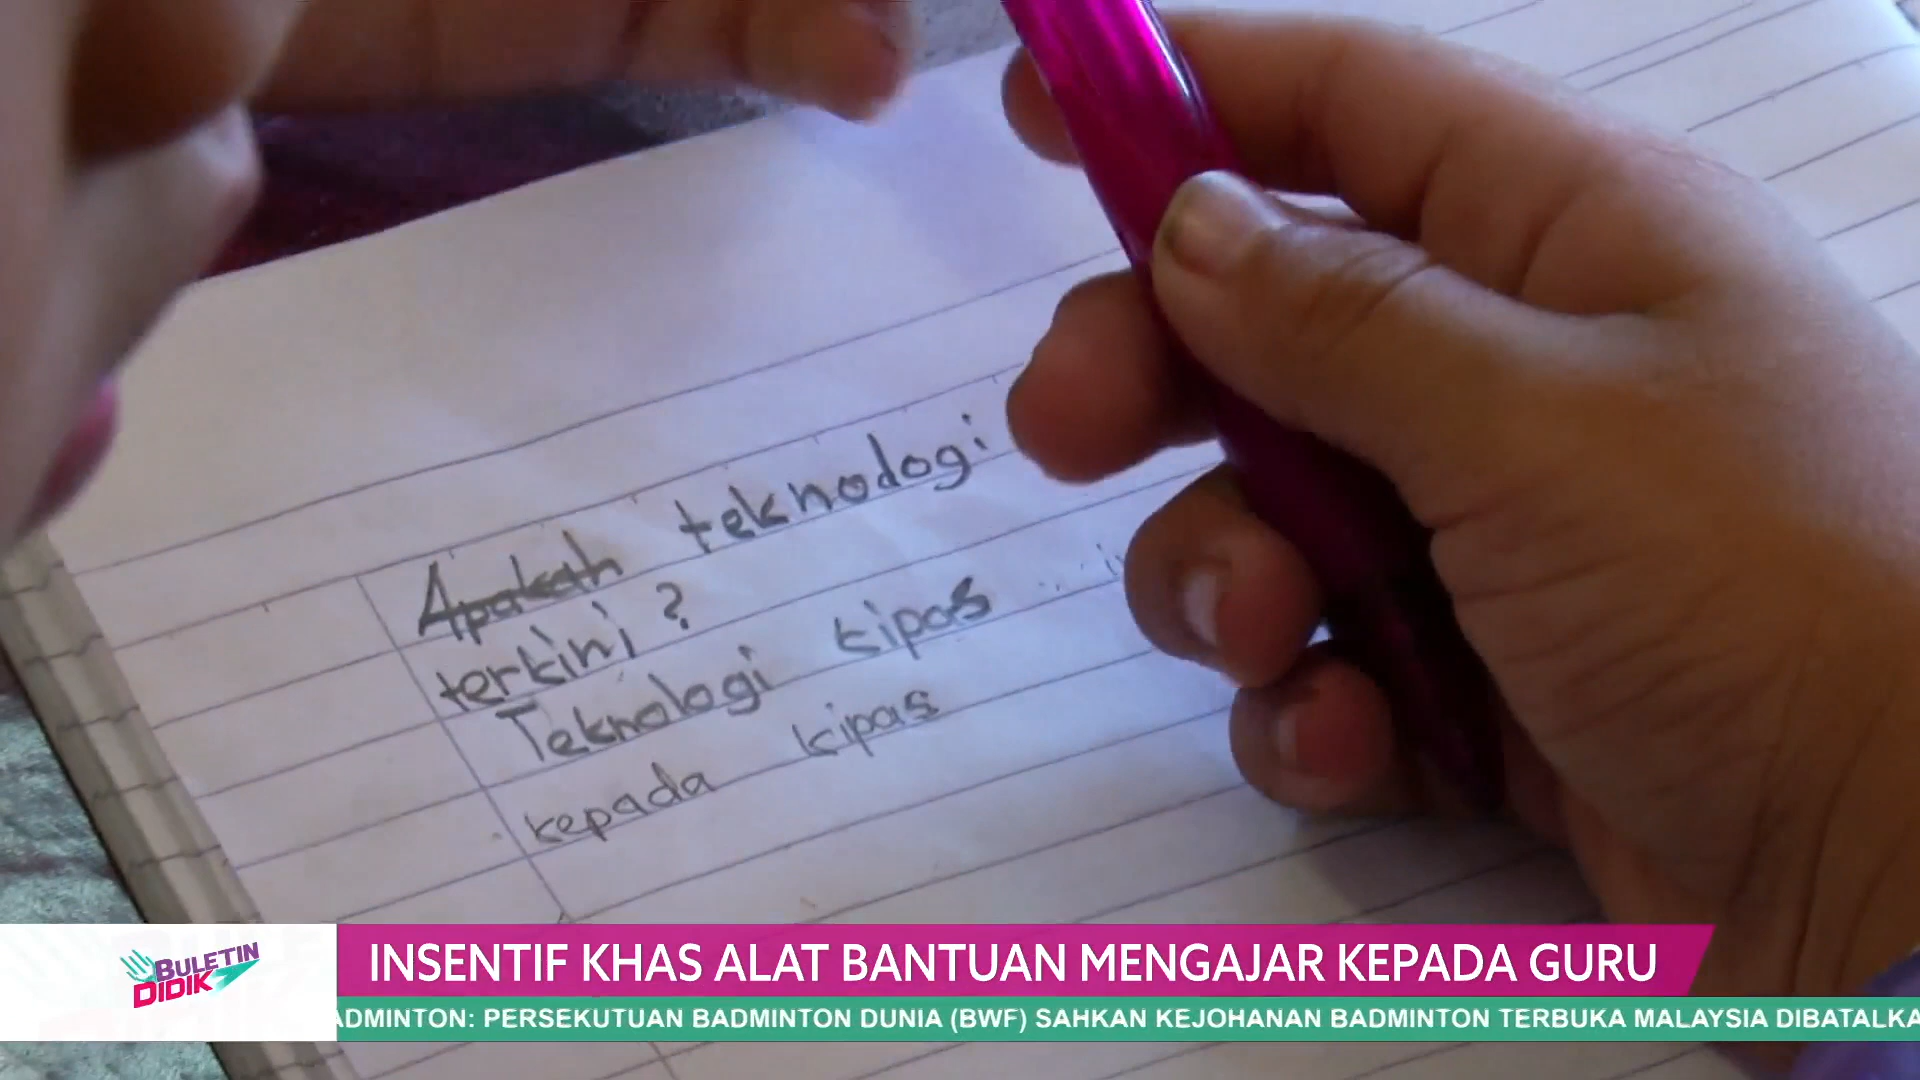 Apakah teknologi
terkini?
Teknologi kipas
kepada kipas
BULETIN
DIDIK
INSENTIF KHAS ALAT BANTUAN MENGAJAR KEPADA GURU
ADMINTON: PERSEKUTUAN BADMINTON DUNIA (BWF) SAHKAN KEJOHANAN BADMINTON TERBUKA MALAYSIA DIBATALKA